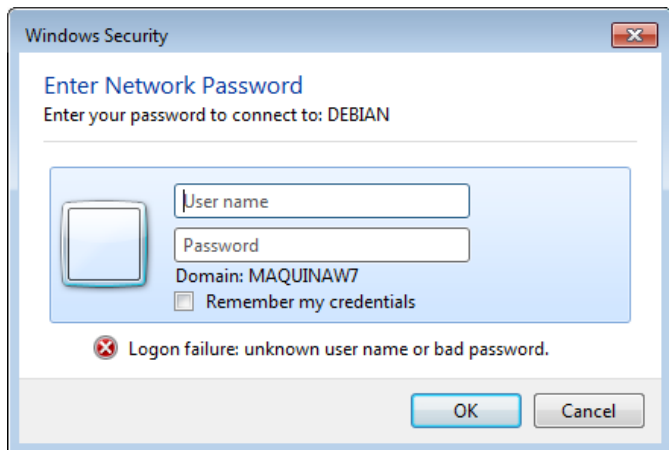 Windows Security
Enter Network Password
Enter your password to connect to: DEBIAN
User name
Password
Domain: MAQUINAW7
Remember my credentials
Logon failure: unknown user name or bad password.
OK Cancel